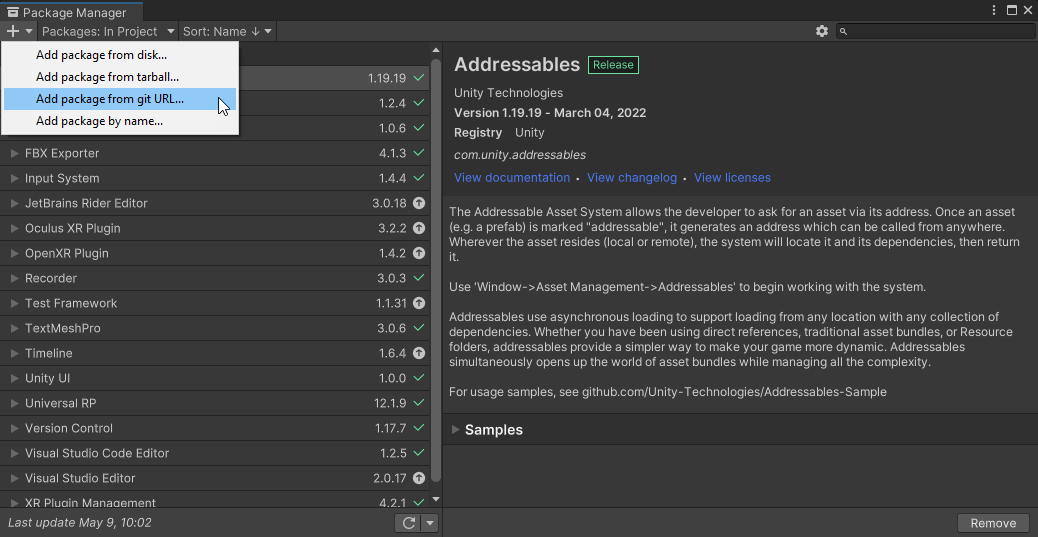 Package Manager
Packages: In Project
Sort: Name ↓
Add package from disk...
Add package from tarball...
Add package from git URL...
Add package by name...
1.19.19
1.2.4
1.0.6
FBX Exporter 4.1.3
Input System 1.4.4
JetBrains Rider Editor 3.0.18
Oculus XR Plugin 3.2.2
OpenXR Plugin 1.4.2
Recorder 3.0.3
Test Framework 1.1.31
TextMeshPro 3.0.6
Timeline 1.6.4
Unity UI 1.0.0
Universal RP 12.1.9
Version Control 1.17.7
Visual Studio Code Editor 1.2.5
Visual Studio Editor 2.0.17
XR Plugin Management 4.2.1
Last update May 9, 10:02
Addressables Release
Unity Technologies
Version 1.19.19 - March 04, 2022
Registry Unity
com.unity.addressables
View documentation • View changelog • View licenses
The Addressable Asset System allows the developer to ask for an asset via its address. Once an asset
(e.g. a prefab) is marked "addressable", it generates an address which can be called from anywhere.
Wherever the asset resides (local or remote), the system will locate it and its dependencies, then return
it.
Use 'Window->Asset Management->Addressables' to begin working with the system.
Addressables use asynchronous loading to support loading from any location with any collection of
dependencies. Whether you have been using direct references, traditional asset bundles, or Resource
folders, addressables provide a simpler way to make your game more dynamic. Addressables
simultaneously opens up the world of asset bundles while managing all the complexity.
For usage samples, see github.com/Unity-Technologies/Addressables-Sample
Samples
Remove